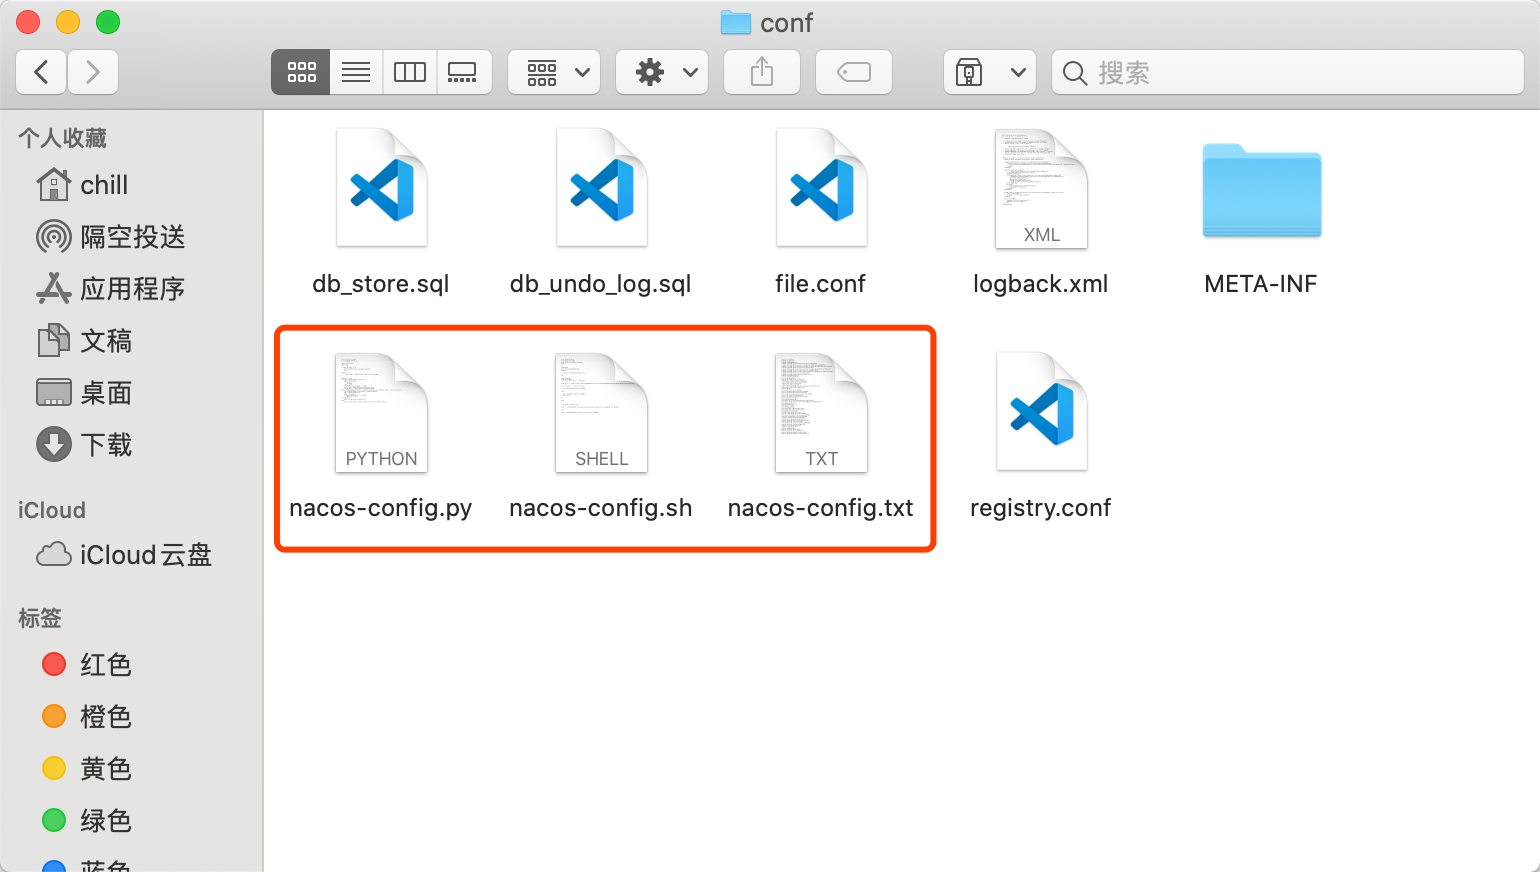 conf
搜索
个人收藏
chill
隔空投送
应用程序
文稿
桌面
下载
iCloud
iCloud云盘
标签
红色
橙色
黄色
绿色
蓝色
db_store.sql
db_undo_log.sql
file.conf
XML
logback.xml
META-INF
PYTHON
nacos-config.py
SHELL
nacos-config.sh
TXT
nacos-config.txt
registry.conf